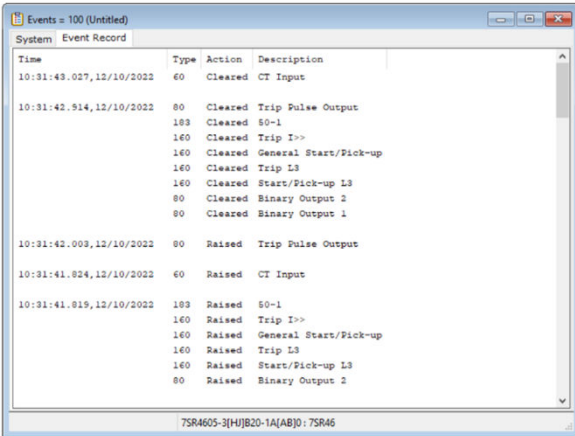 Events = 100 (Untitled)
System Event Record
Time Type Action Description
10:31:43.027,12/10/2022 60 Cleared CT Input
10:31:42.914,12/10/2022 80 Cleared Trip Pulse Output
183 Cleared 50-1
160 Cleared Trip I>>
160 Cleared General Start/Pick-up
160 Cleared Trip L3
160 Cleared Start/Pick-up L3
80 Cleared Binary Output 2
80 Cleared Binary Output 1
10:31:42.003,12/10/2022 80 Raised Trip Pulse Output
10:31:41.824,12/10/2022 60 Raised CT Input
10:31:41.819,12/10/2022 183 Raised 50-1
160 Raised Trip I>>
160 Raised General Start/Pick-up
160 Raised Trip L3
160 Raised Start/Pick-up L3
80 Raised Binary Output 2
7SR4605-3[HJ]B20-1A[AB]0 : 7SR46